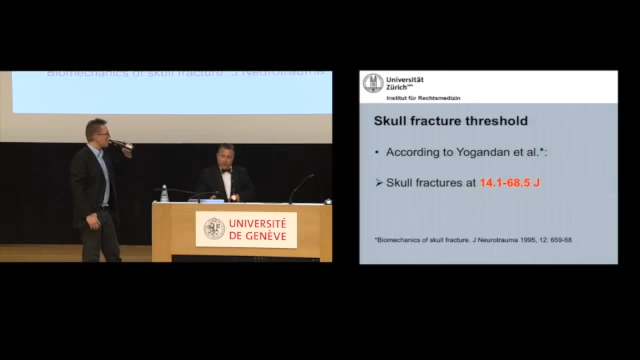 Biomechanics of skull fracture. J Neurotrauma
UNIVERSITÉ
DE GENÈVE
Universität
Zürich
Institut für Rechtsmedizin
Skull fracture threshold
• According to Yogandan et al.*:
➢ Skull fractures at 14.1-68.5 J
*Biomechanics of skull fracture. J Neurotrauma 1995, 12: 659-68